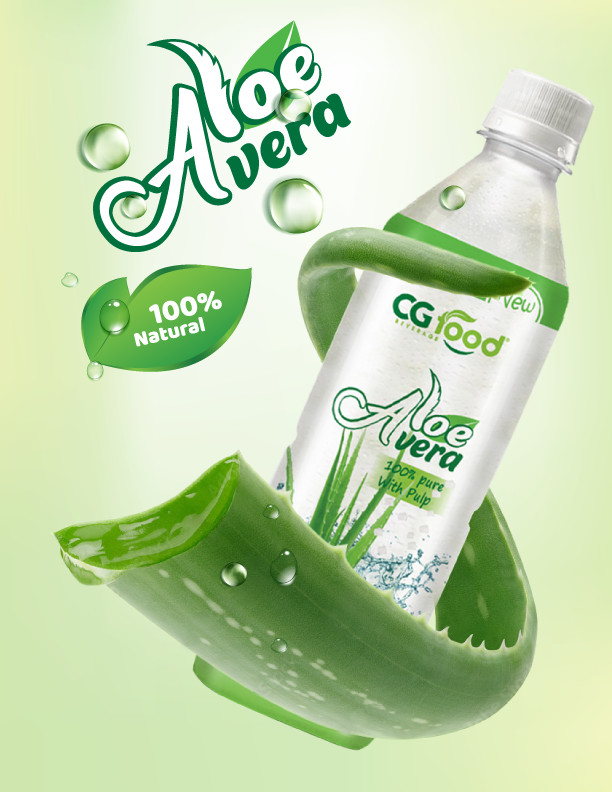 Aloe
vera
100%
Natural
New
CG food
BEVERAGE
Aloe
vera
100% pure
With Pulp